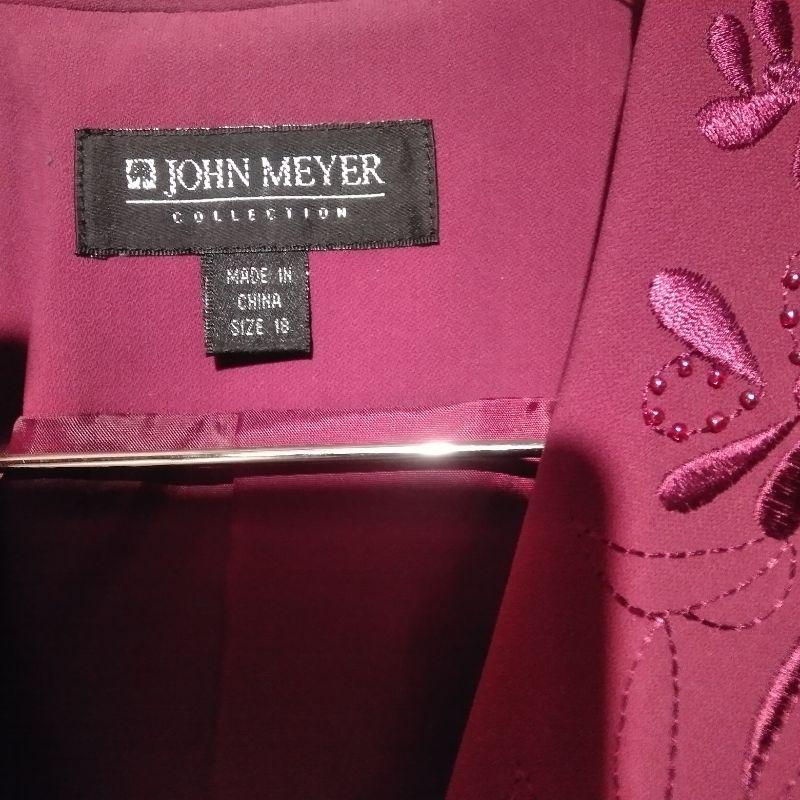 JOHN MEYER
COLLECTION
MADE IN
CHINA
SIZE 18